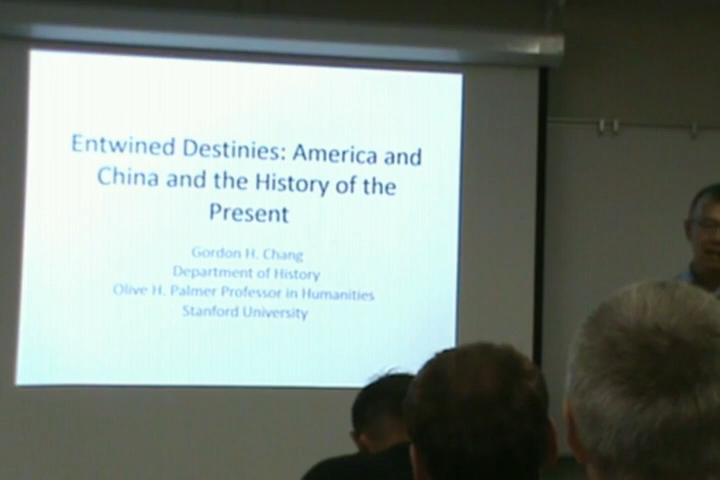 Entwined Destinies: America and
China and the History of the
Present
Gordon H. Chang
Department of History
Olive H. Palmer Professor in Humanities
Stanford University